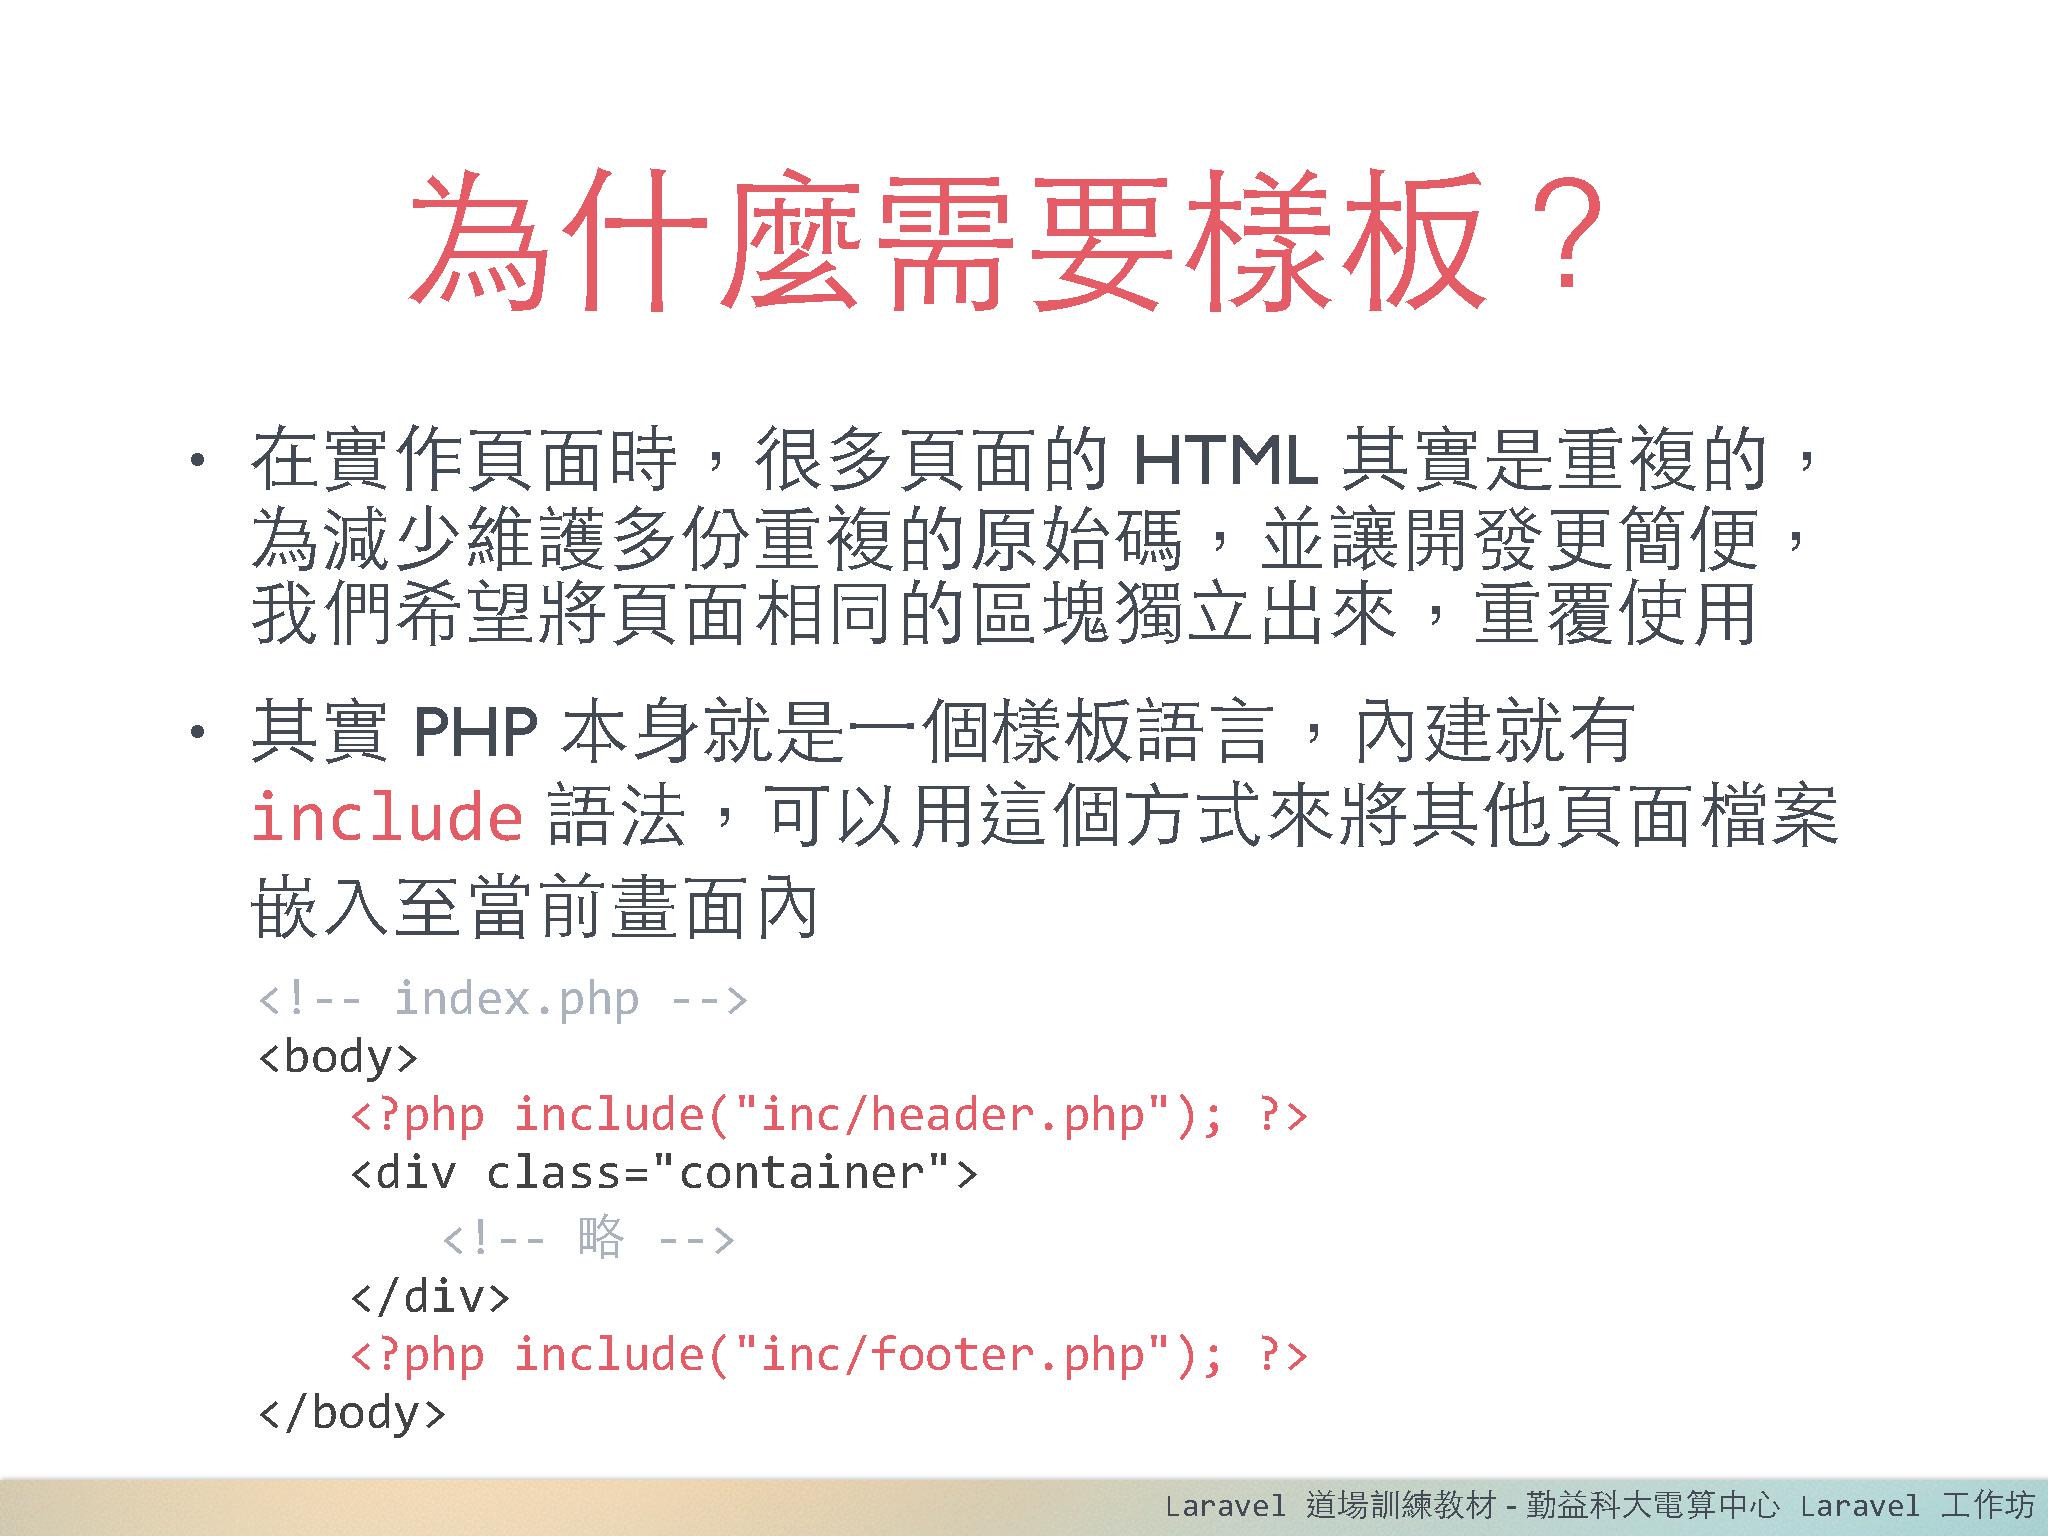 為什麼需要樣板？
• 在實作頁面時，很多頁面的 HTML 其實是重複的，
為減少維護多份重複的原始碼，並讓開發更簡便，
我們希望將頁面相同的區塊獨立出來，重覆使用
• 其實 PHP 本身就是一個樣板語言，內建就有
include 語法，可以用這個方式來將其他頁面檔案
嵌入至當前畫面內
<!-- index.php -->
<body>
<?php include("inc/header.php"); ?>
<div class="container">
<!-- 略 -->
</div>
<?php include("inc/footer.php"); ?>
</body>
Laravel 道場訓練教材 - 勤益科大電算中心 Laravel 工作坊